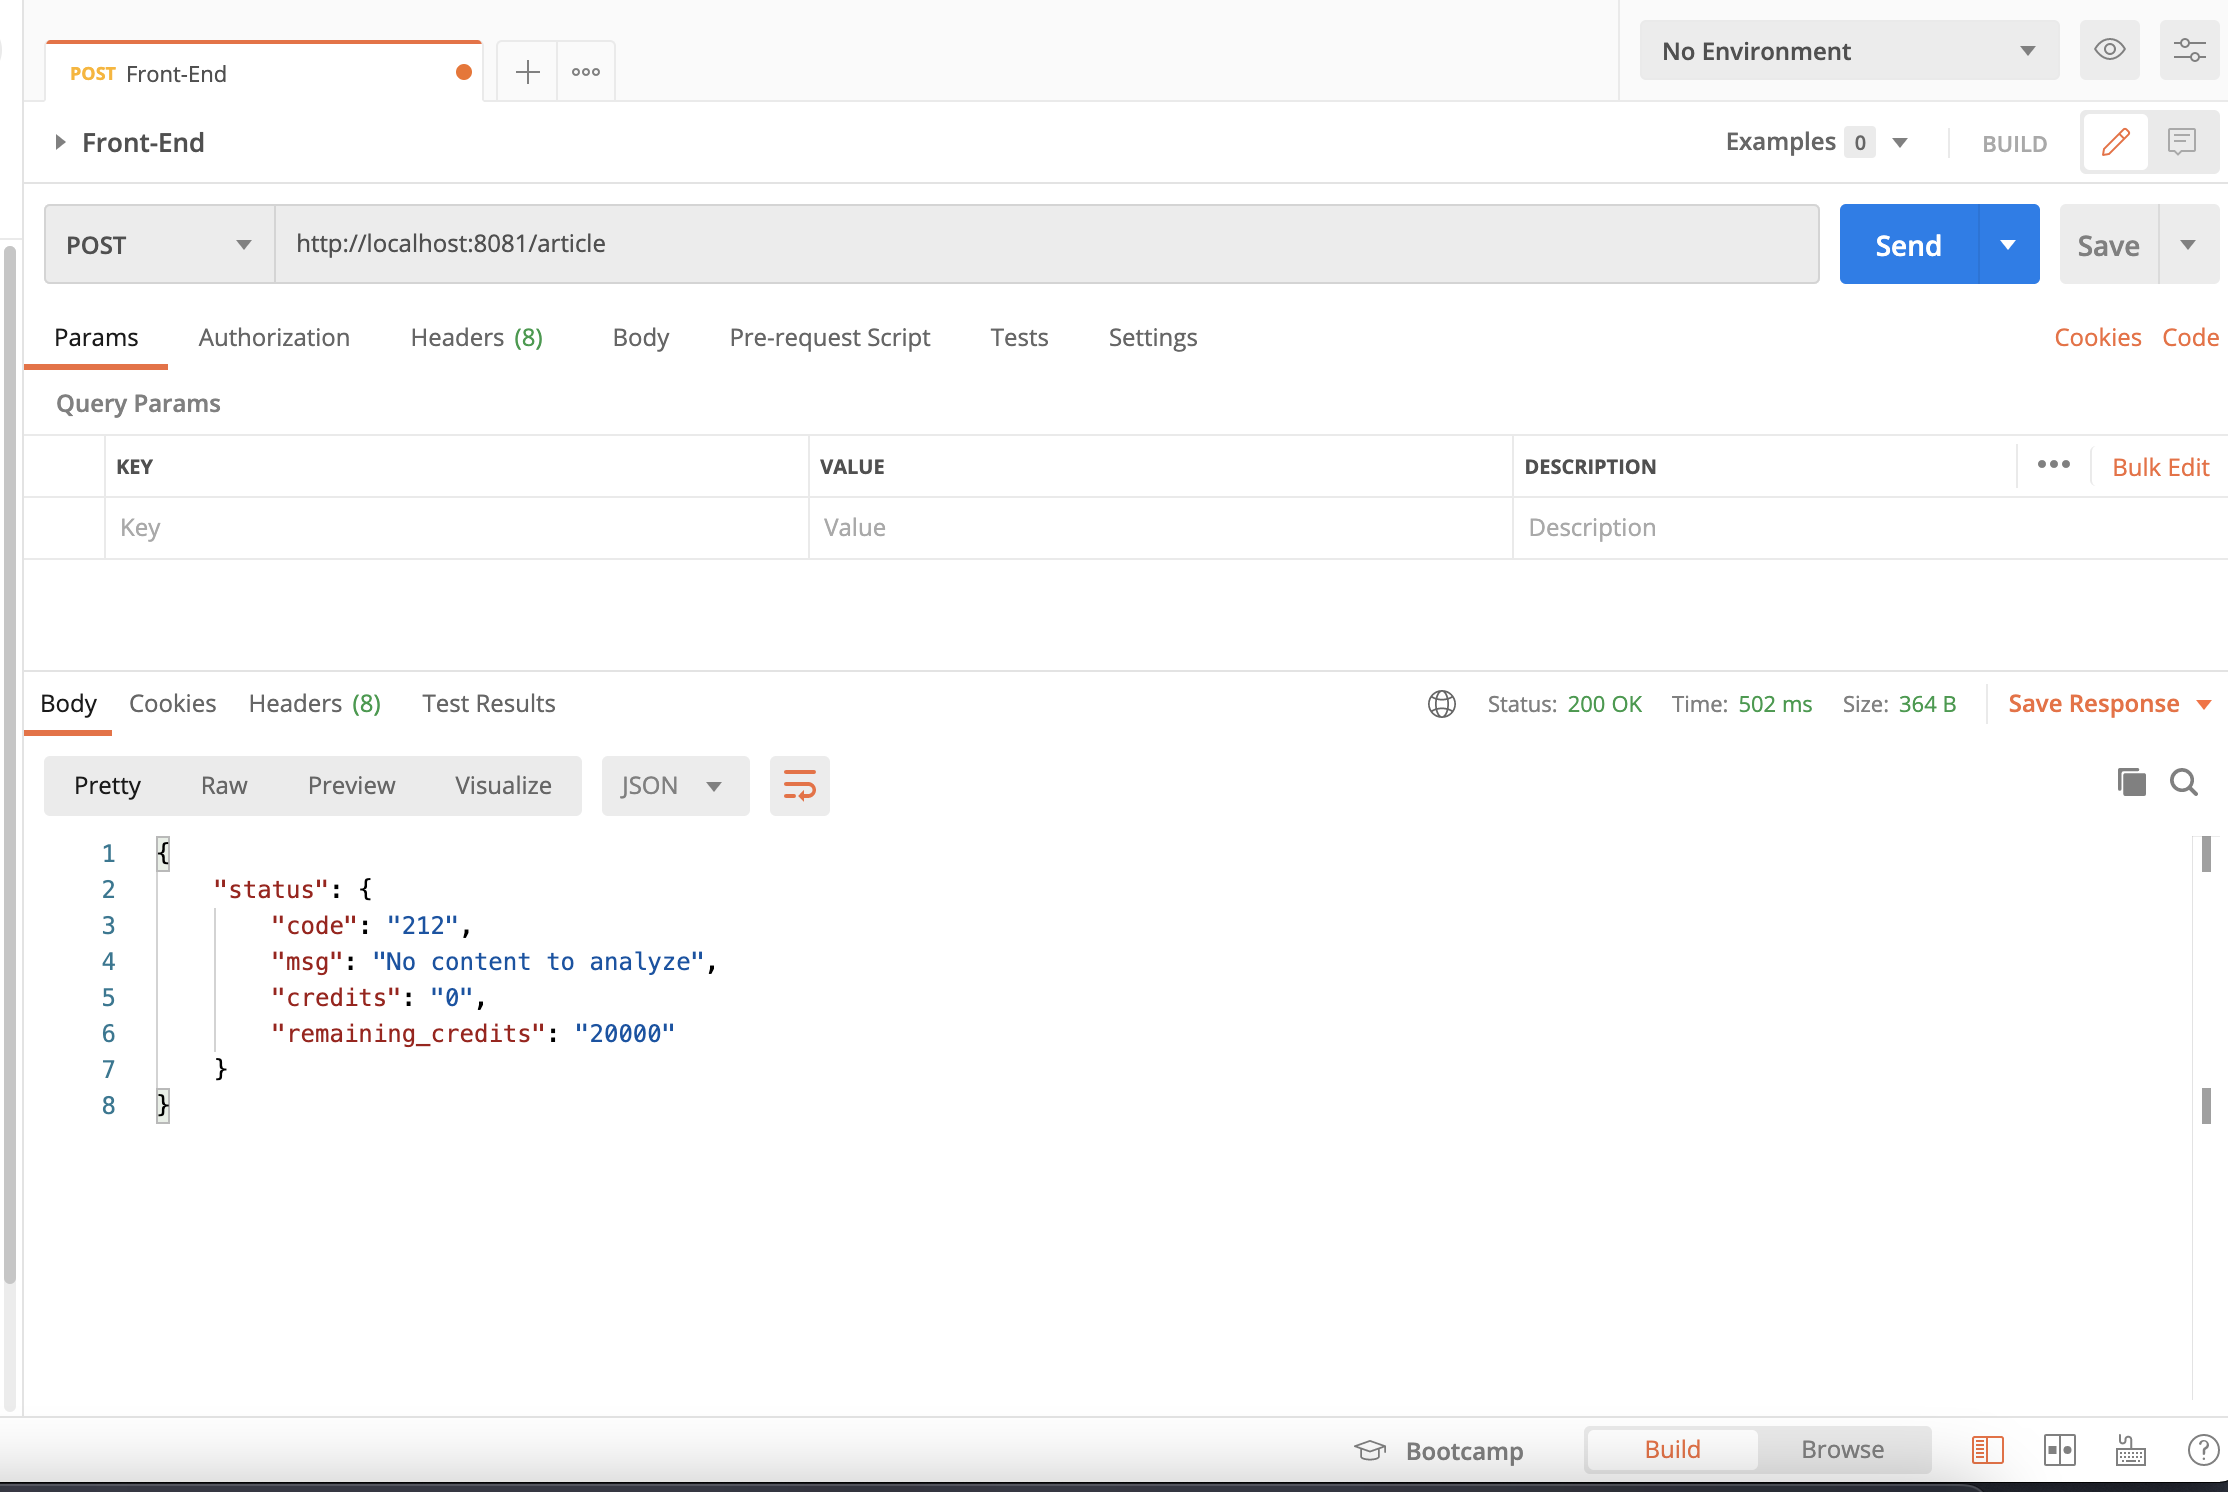 POST Front-End
No Environment
Front-End
Examples 0
BUILD
POST
http://localhost:8081/article
Send
Save
Params Authorization Headers (8) Body Pre-request Script Tests Settings Cookies Code
Query Params
KEY VALUE DESCRIPTION Bulk Edit
Key Value Description
Body Cookies Headers (8) Test Results Status: 200 OK Time: 502 ms Size: 364 B Save Response
Pretty Raw Preview Visualize JSON
1 {
2 "status": {
3 "code": "212",
4 "msg": "No content to analyze",
5 "credits": "0",
6 "remaining_credits": "20000"
7 }
8 }
Bootcamp Build Browse